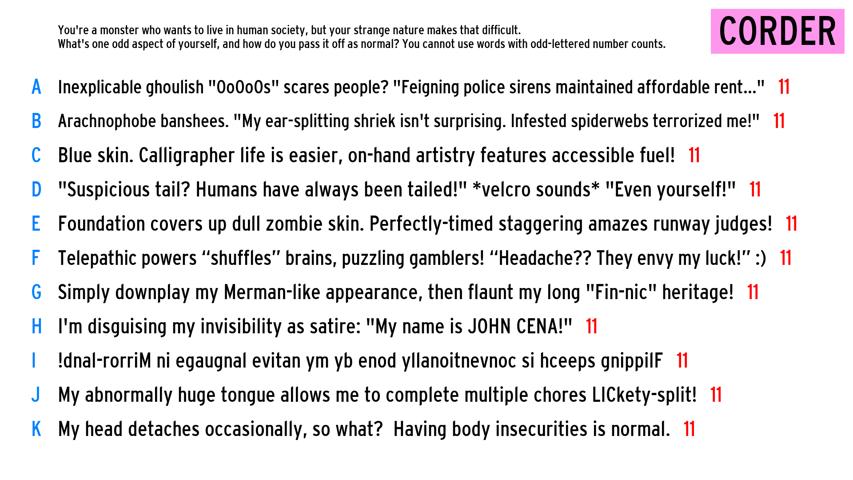 You're a monster who wants to live in human society, but your strange nature makes that difficult.
What's one odd aspect of yourself, and how do you pass it off as normal? You cannot use words with odd-lettered number counts.
CORDER
A Inexplicable ghoulish "OoOoOs" scares people? "Feigning police sirens maintained affordable rent..." 11
B Arachnophobe banshees. "My ear-splitting shriek isn't surprising. Infested spiderwebs terrorized me!" 11
C Blue skin. Calligrapher life is easier, on-hand artistry features accessible fuel! 11
D "Suspicious tail? Humans have always been tailed!" *velcro sounds* "Even yourself!" 11
E Foundation covers up dull zombie skin. Perfectly-timed staggering amazes runway judges! 11
F Telepathic powers “shuffles” brains, puzzling gamblers! “Headache?? They envy my luck!” :) 11
G Simply downplay my Merman-like appearance, then flaunt my long "Fin-nic" heritage! 11
H I'm disguising my invisibility as satire: "My name is JOHN CENA!" 11
I !dnal-rorriM ni egaugnal evitan ym yb enod yllanoitnevnoc si hceeps gnippilF 11
J My abnormally huge tongue allows me to complete multiple chores LICkety-split! 11
K My head detaches occasionally, so what?  Having body insecurities is normal. 11